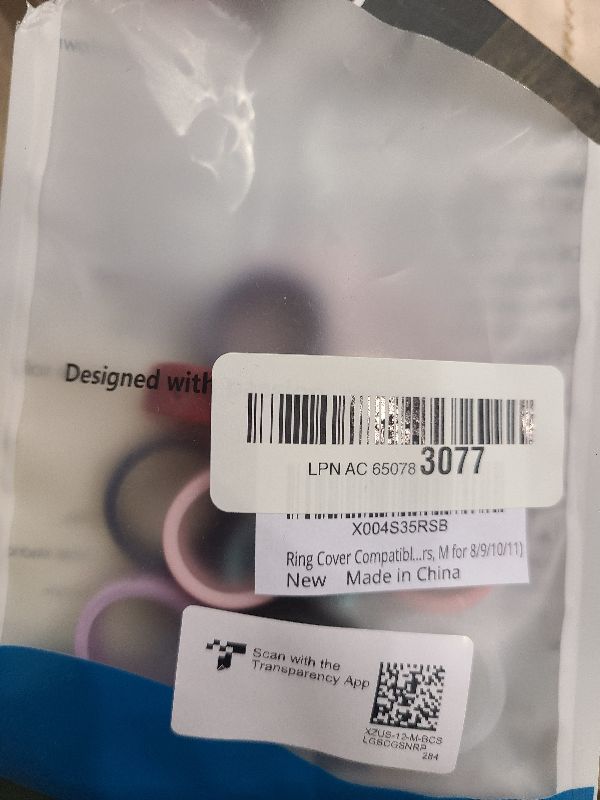 Designed with
LPN AC 65078 3077
X004S35RSB
Ring Cover Compatibl...rs, M for 8/9/10/11)
New Made in China
Scan with the
Transparency App
XZUS-12-M-BCS
LGSCGSNRP
284